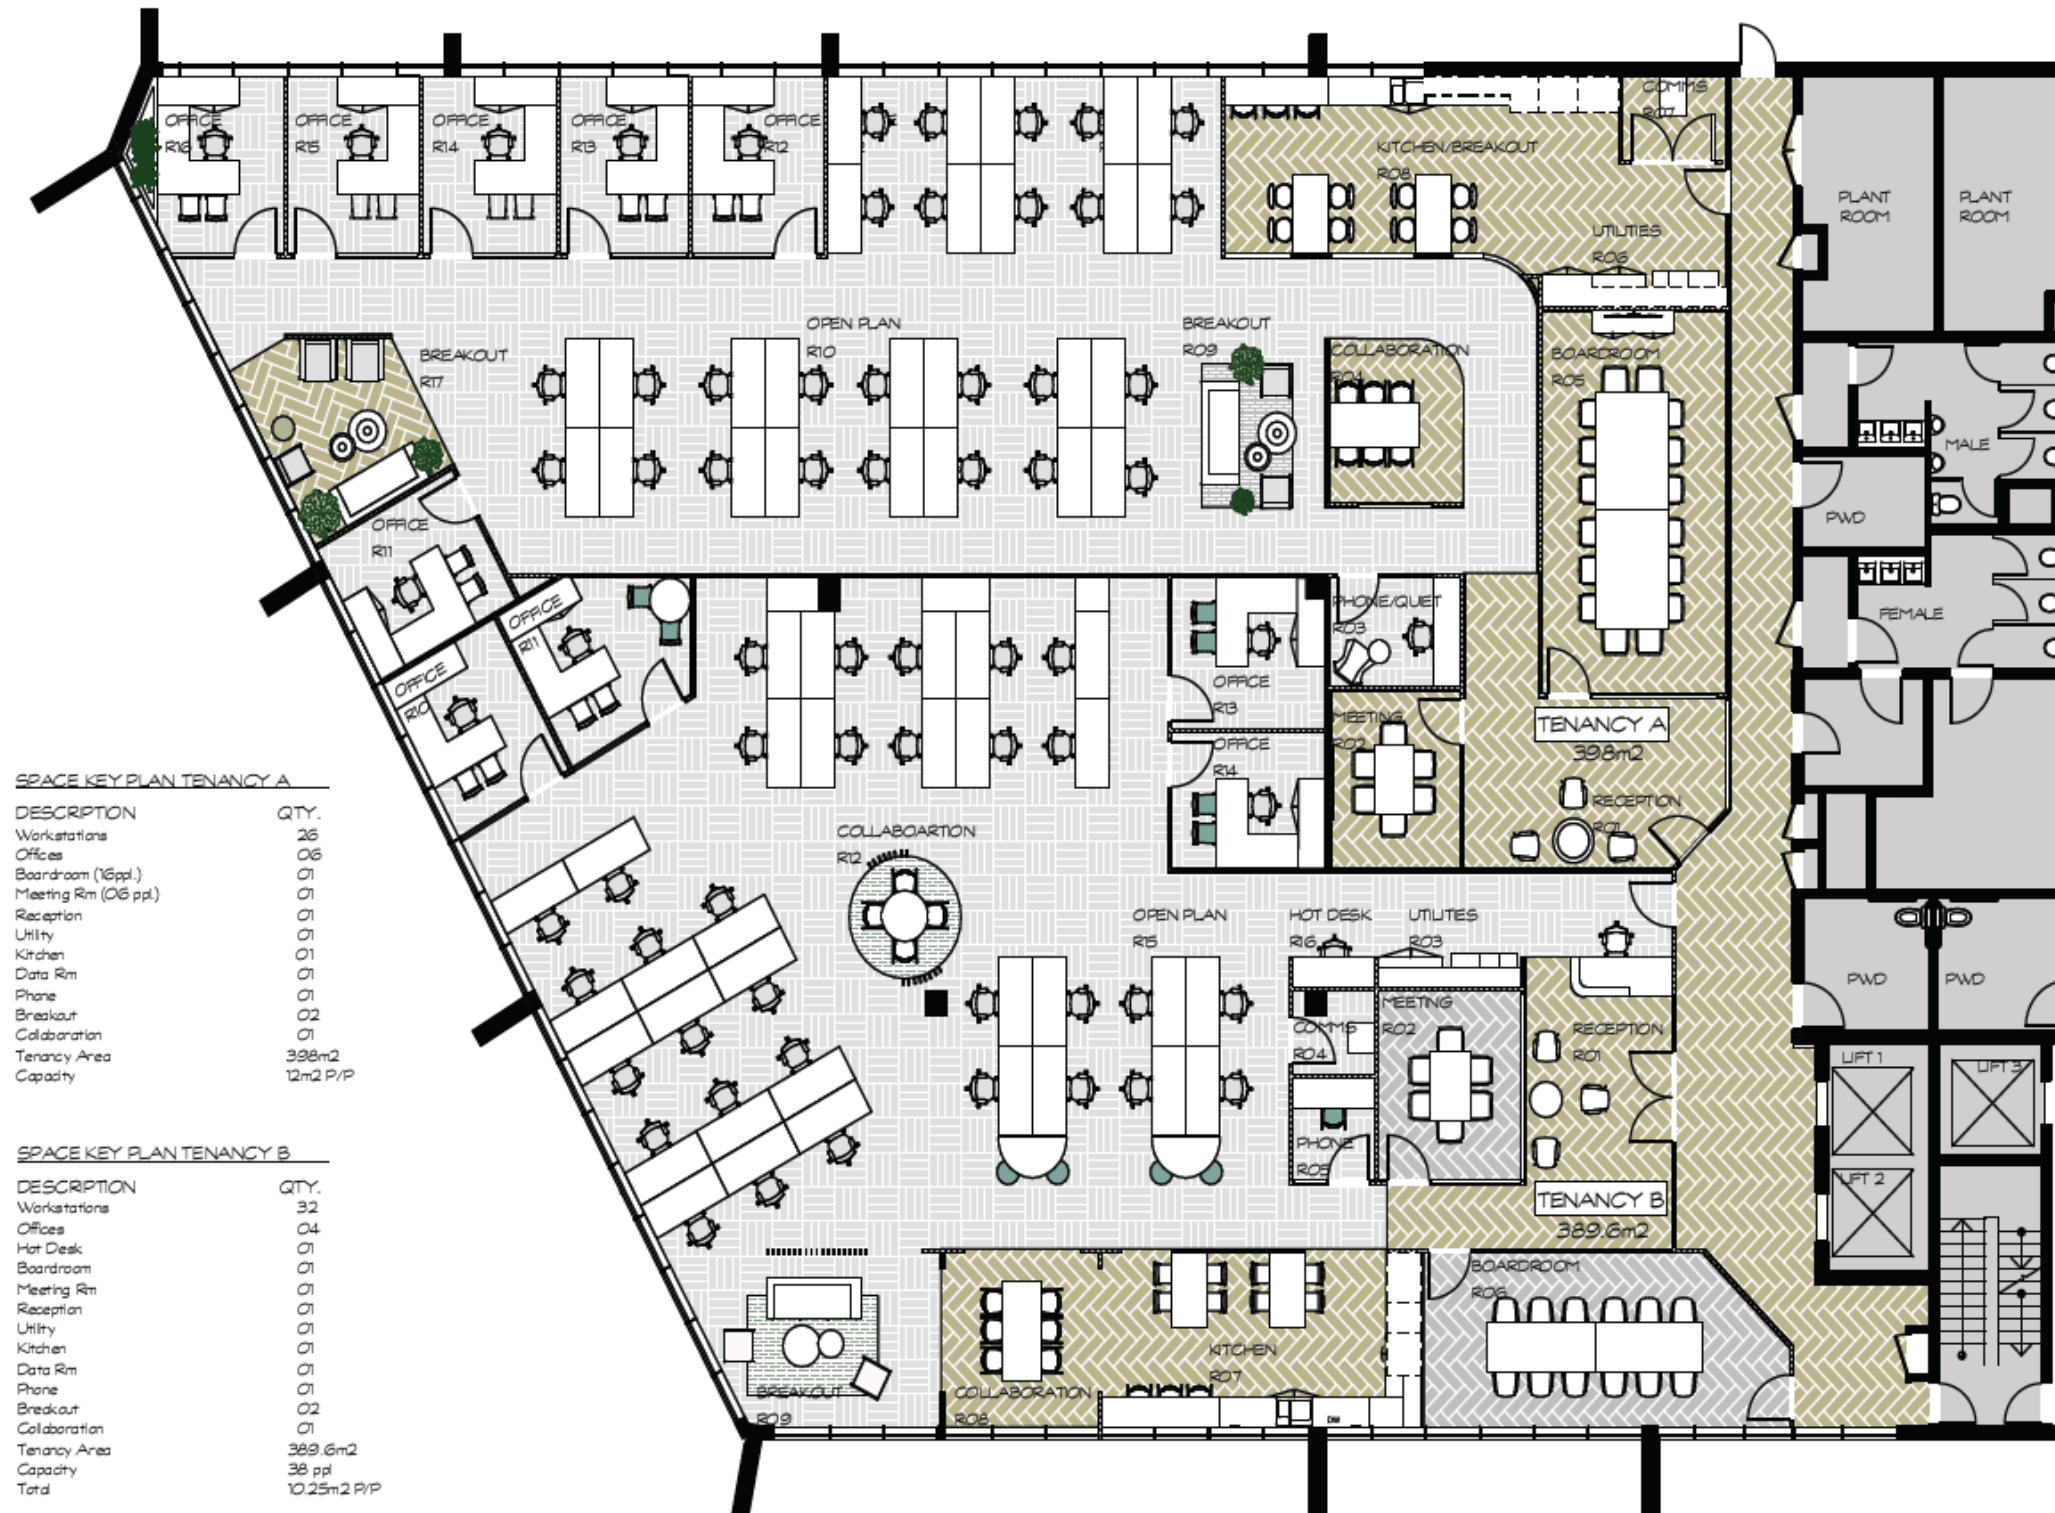 OFFICE
R16
OFFICE
R15
OFFICE
R14
OFFICE
R13
OFFICE
R12
COMMS
R07
KITCHEN/BREAKOUT
R08
UTILITIES
R06
PLANT
ROOM
PLANT
ROOM
OPEN PLAN
R10
BREAKOUT
R09
COLLABORATION
R04
BOARDROOM
R05
BREAKOUT
R17
MALE
PWD
OFFICE
R11
OFFICE
R11
OFFICE
R10
PHONE/QUIET
R03
FEMALE
OFFICE
R13
MEETING
R02
TENANCY A
398m2
OFFICE
R14
RECEPTION
R01
COLLABOARTION
R12
OPEN PLAN
R15
HOT DESK
R16
UTILITIES
R03
PWD
PWD
MEETING
R02
COMMS
R04
RECEPTION
R01
LIFT 1
LIFT 3
PHONE
R05
LIFT 2
TENANCY B
389.6m2
BOARDROOM
R06
KITCHEN
R07
BREAKOUT
R09
COLLABORATION
R08
DW
SPACE KEY PLAN TENANCY A
DESCRIPTION QTY.
Workstations 26
Offices 06
Boardroom (16ppl.) 01
Meeting Rm (06 ppl.) 01
Reception 01
Utility 01
Kitchen 01
Data Rm 01
Phone 01
Breakout 02
Collaboration 01
Tenancy Area 398m2
Capacity 12m2 P/P
SPACE KEY PLAN TENANCY B
DESCRIPTION QTY.
Workstations 32
Offices 04
Hot Desk 01
Boardroom 01
Meeting Rm 01
Reception 01
Utility 01
Kitchen 01
Data Rm 01
Phone 01
Breakout 02
Collaboration 01
Tenancy Area 389.6m2
Capacity 38 ppl
Total 10.25m2 P/P